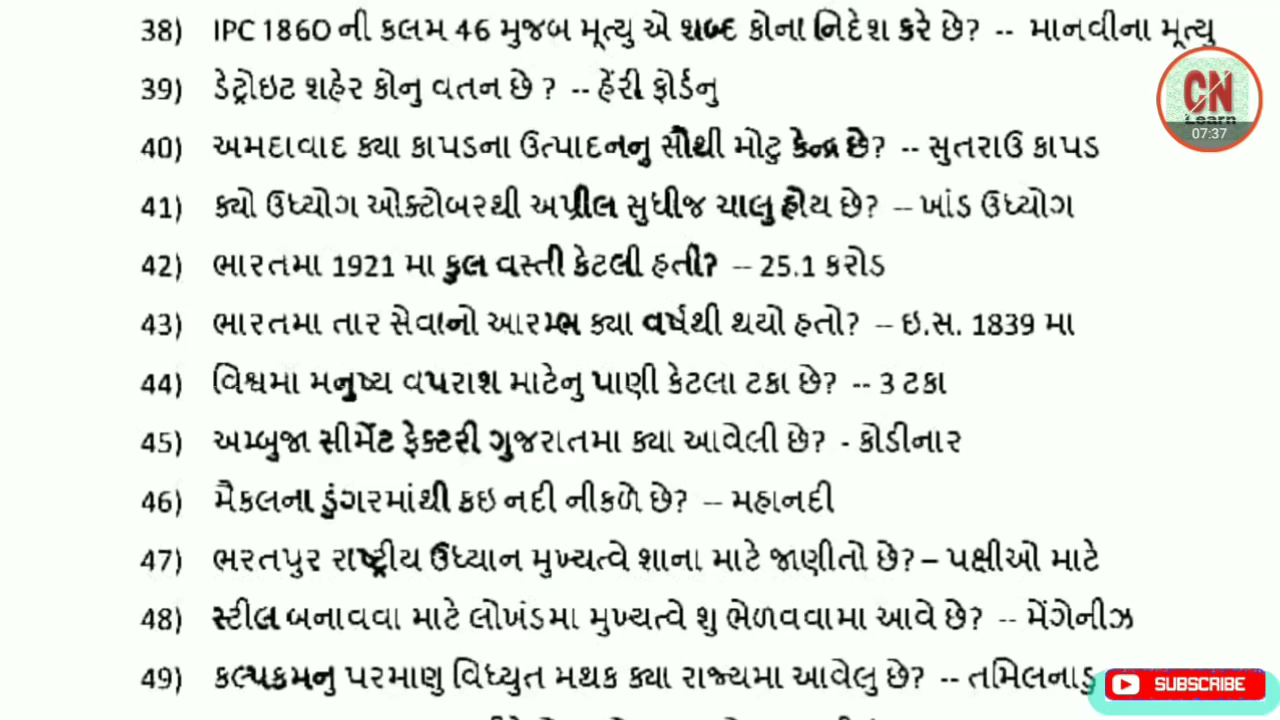 38) IPC 1860 ની કલમ 46 મુજબ મૂત્યુ એ શબ્દ કોના નિદેશ કરે છે? -- માનવીના મૂત્યુ
CN
Learn
07:37
39) ડેટ્રોઇટ શહેર કોનુ વતન છે ? -- હેંરી ફોર્ડનુ
40) અમદાવાદ ક્યા કાપડના ઉત્પાદનનુ સૌથી મોટુ કેન્દ્ર છે? -- સુતરાઉ કાપડ
41) ક્યો ઉધ્યોગ ઓક્ટોબરથી અપ્રીલ સુધીજ ચાલુ હોય છે? -- ખાંડ ઉધ્યોગ
42) ભારતમા 1921 મા કુલ વસ્તી કેટલી હતી? -- 25.1 કરોડ
43) ભારતમા તાર સેવાનો આરમ્ભ ક્યા વર્ષથી થયો હતો? -- ઇ.સ. 1839 મા
44) વિશ્વમા મનુષ્ય વપરાશ માટેનુ પાણી કેટલા ટકા છે? -- 3 ટકા
45) અમ્બુજા સીર્મેટ ફેક્ટરી ગુજરાતમા ક્યા આવેલી છે? - કોડીનાર
46) મૈકલના ડુંગરમાંથી કઇ નદી નીકળે છે? -- મહાનદી
47) ભરતપુર રાષ્ટ્રીય ઉધ્યાન મુખ્યત્વે શાના માટે જાણીતો છે? – પક્ષીઓ માટે
48) સ્ટીલ બનાવવા માટે લોખંડમા મુખ્યત્વે શુ ભેળવવામા આવે છે? -- મેંગેનીઝ
49) કલ્પકમનુ પરમાણુ વિધ્યુત મથક ક્યા રાજ્યમા આવેલુ છે? -- તમિલનાડુ
SUBSCRIBE